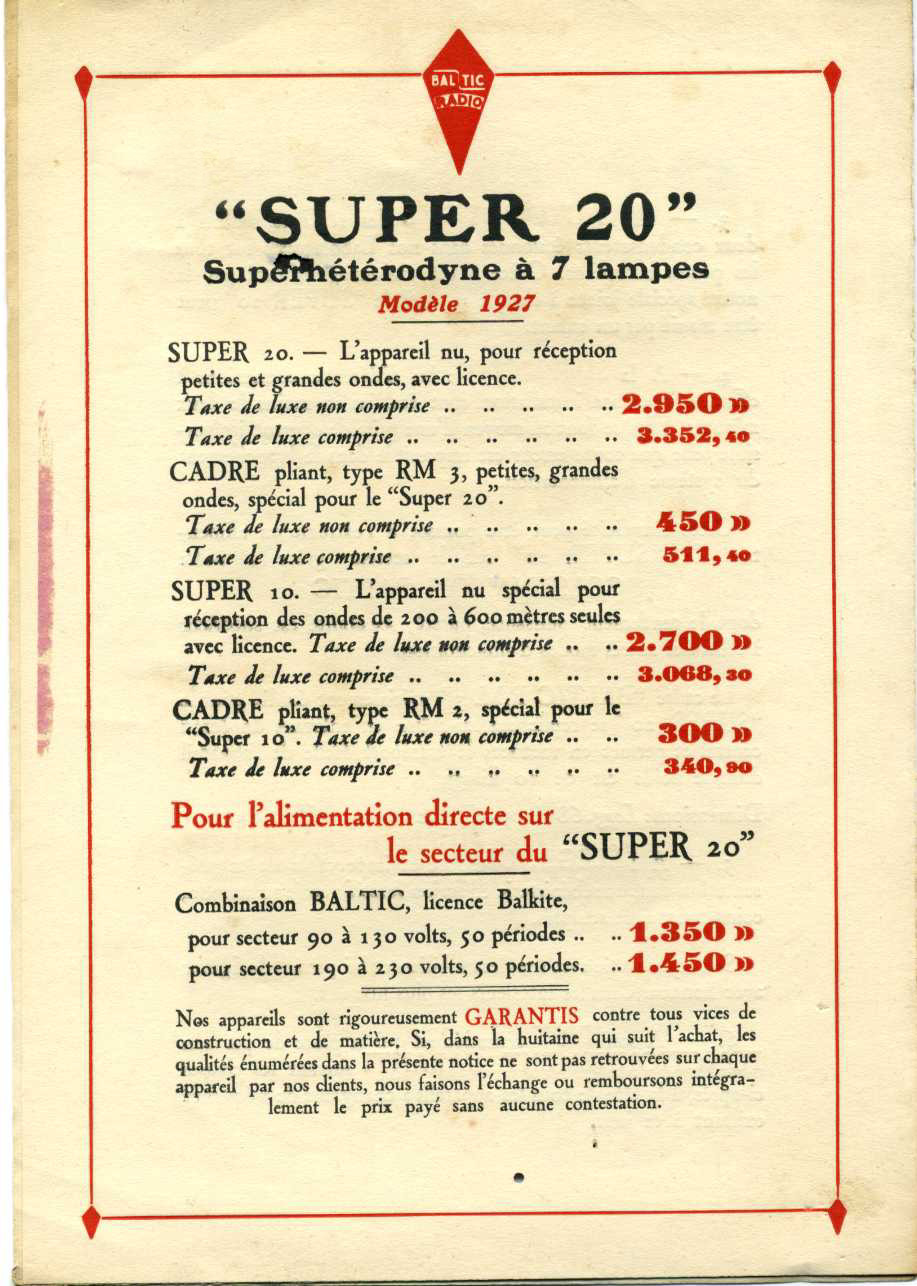 BALTIC
RADIO
“SUPER 20”
Superhétérodyne à 7 lampes
Modèle 1927
SUPER 20. — L'appareil nu, pour réception
petites et grandes ondes, avec licence.
Taxe de luxe non comprise .. .. .. .. .. 2.950 »
Taxe de luxe comprise .. .. .. .. .. .. 3.352,40
CADRE pliant, type RM 3, petites, grandes
ondes, spécial pour le “Super 20”.
Taxe de luxe non comprise .. .. .. .. .. 450 »
Taxe de luxe comprise .. .. .. .. .. .. 511,40
SUPER 10. — L'appareil nu spécial pour
réception des ondes de 200 à 600 mètres seules
avec licence. Taxe de luxe non comprise .. .. 2.700 »
Taxe de luxe comprise .. .. .. .. .. .. 3.068,30
CADRE pliant, type RM 2, spécial pour le
“Super 10”. Taxe de luxe non comprise .. .. 300 »
Taxe de luxe comprise .. .. .. .. .. .. 340,90
Pour l'alimentation directe sur
le secteur du “SUPER 20”
Combinaison BALTIC, licence Balkite,
pour secteur 90 à 130 volts, 50 périodes .. .. 1.350 »
pour secteur 190 à 230 volts, 50 périodes. .. 1.450 »
Nos appareils sont rigoureusement GARANTIS contre tous vices de
construction et de matière. Si, dans la huitaine qui suit l'achat, les
qualités énumérées dans la présente notice ne sont pas retrouvées sur chaque
appareil par nos clients, nous faisons l'échange ou remboursons intégra-
lement le prix payé sans aucune contestation.